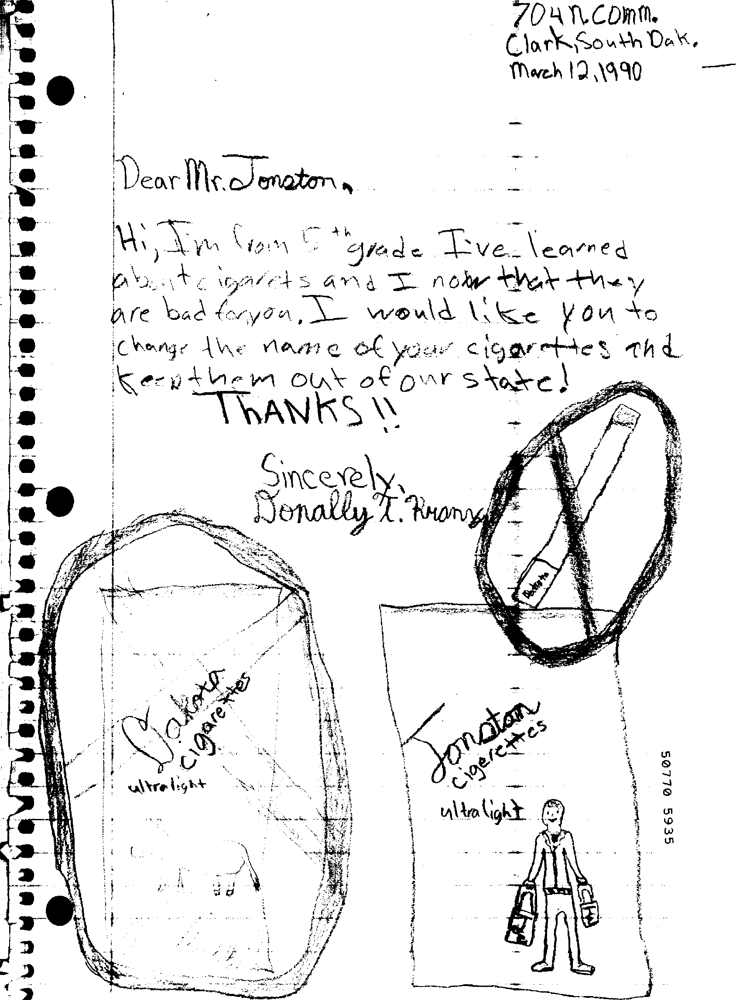 704 N. Comm.
Clark, South Dak.
March 12, 1990
Dear Mr. Jonston,
Hi, I'm from 5th grade I've learned
about cigarets and I now that they
are bad for you. I would like you to
change the name of your cigarettes and
keep them out of our state!
THANKS!!
Sincerely,
Donally T. Kranz
Dakota
Dakota
cigarettes
ultralight
Jonston
cigerettes
ultralight
50770 5935